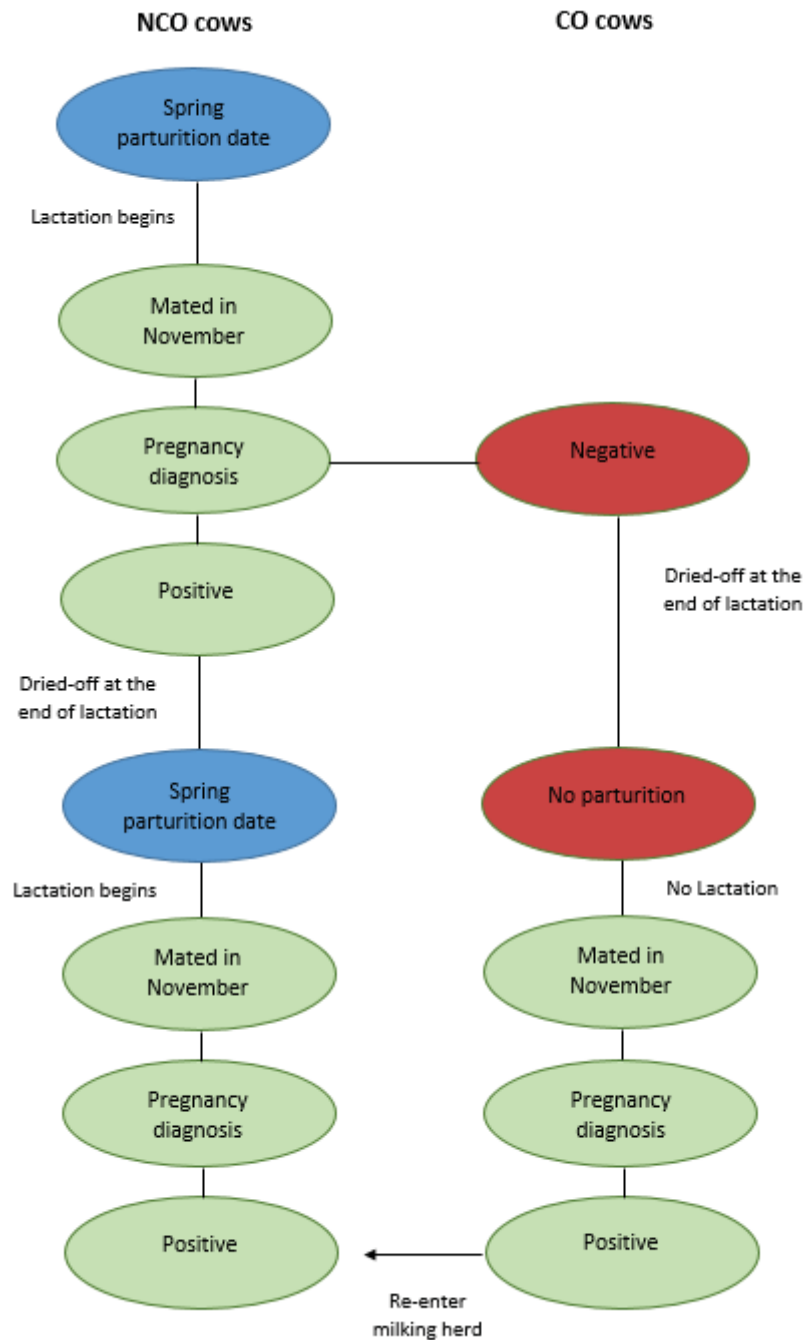 NCO cows
CO cows
Spring
parturition date
Lactation begins
Mated in
November
Pregnancy
diagnosis
Negative
Positive
Dried-off at the
end of lactation
Dried-off at the
end of lactation
Spring
parturition date
No parturition
Lactation begins
No Lactation
Mated in
November
Mated in
November
Pregnancy
diagnosis
Pregnancy
diagnosis
Positive
Positive
Re-enter
milking herd